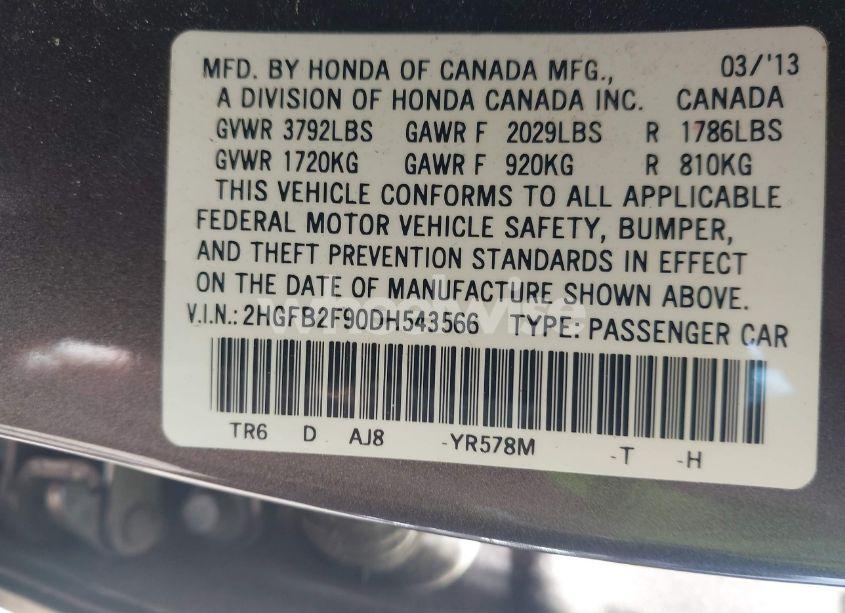 MFD. BY HONDA OF CANADA MFG., 03/'13
A DIVISION OF HONDA CANADA INC. CANADA
GVWR 3792LBS GAWR F 2029LBS R 1786LBS
GVWR 1720KG GAWR F 920KG R 810KG
THIS VEHICLE CONFORMS TO ALL APPLICABLE
FEDERAL MOTOR VEHICLE SAFETY, BUMPER,
AND THEFT PREVENTION STANDARDS IN EFFECT
ON THE DATE OF MANUFACTURE SHOWN ABOVE.
V.I.N.: 2HGFB2F90DH543566 TYPE: PASSENGER CAR
TR6 D AJ8 -YR578M -T -H